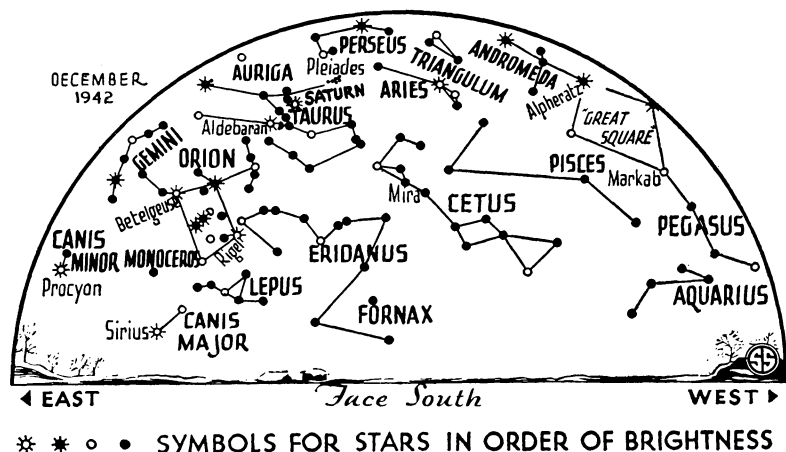 DECEMBER
1942
PERSEUS
Pleiades
AURIGA
SATURN
TAURUS
Aldebaran
TRIANGULUM
ARIES
ANDROMEDA
Alpheratz
"GREAT
SQUARE"
GEMINI
ORION
Betelgeuse
Rigel
Mira
CETUS
PISCES
Markab
PEGASUS
CANIS
MINOR
Procyon
MONOCEROS
ERIDANUS
LEPUS
FORNAX
AQUARIUS
Sirius
CANIS
MAJOR
EAST
Face South
WEST
SYMBOLS FOR STARS IN ORDER OF BRIGHTNESS